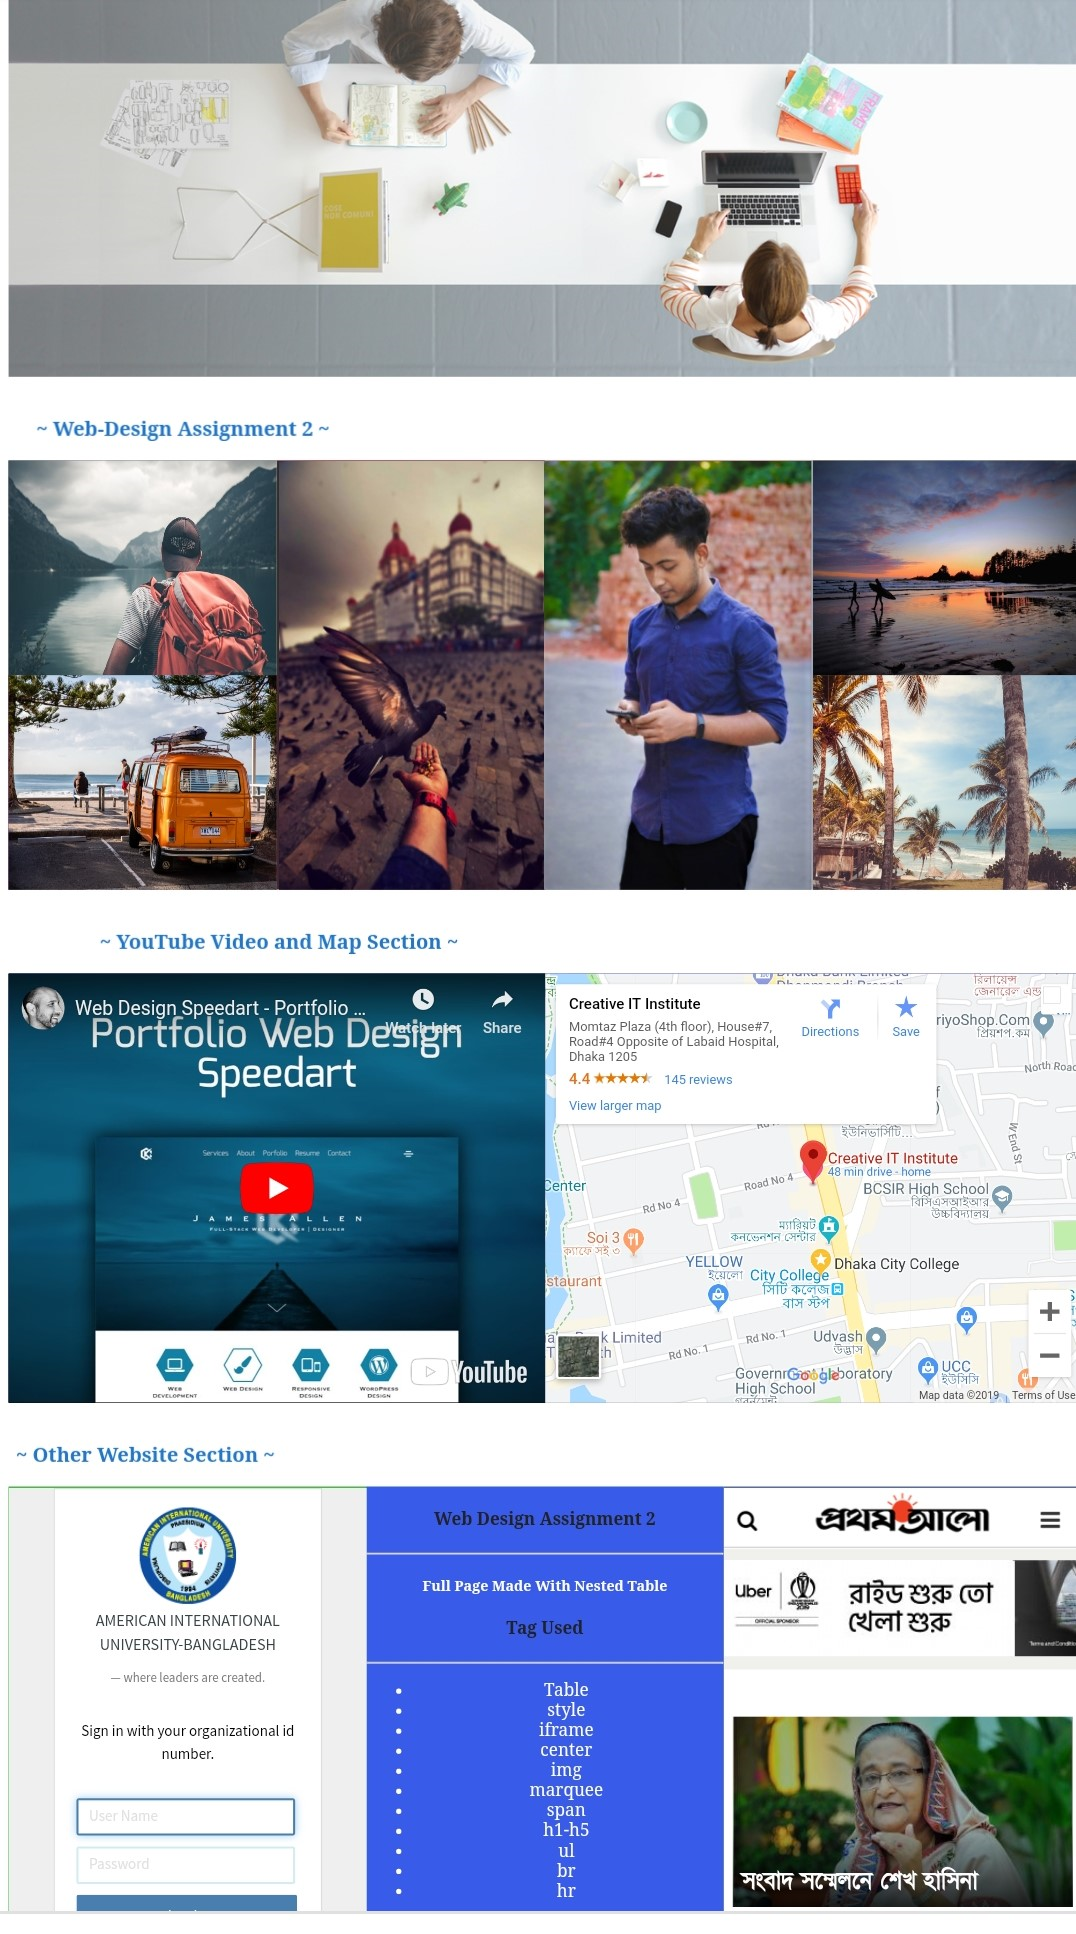 ~ Web-Design Assignment 2 ~
~ YouTube Video and Map Section ~
Web Design Speedart - Portfolio ...
Watch later
Share
Portfolio Web Design
Speedart
Services About Portfolio Resume Contact
JAMES ALLEN
FULL-STACK WEB DEVELOPER | DESIGNER
WEB
DEVELOPMENT
WEB DESIGN
RESPONSIVE
DESIGN
WORDPRESS
DESIGN
YouTube
Creative IT Institute
Momtaz Plaza (4th floor), House#7,
Road#4 Opposite of Labaid Hospital,
Dhaka 1205
4.4
145 reviews
View larger map
Directions
Save
Dhaka Bank Limited
রিলায়েন্স
জেনারেল
riyoShop.Com
প্রিয়শপ.কম
North Road
W End St
ইউনিভার্সিটি...
Creative IT Institute
48 min drive - home
Road No 4
Rd No 4
Center
BCSIR High School
বিসিএসআইআর
উচ্চবিদ্যালয়
ম্যারিয়ট
কনভেনশন সেন্টার
Soi 3
ক্যাফে সই ৩
YELLOW
ইয়েলো
City College
সিটি কলেজ
বাস স্টপ
Dhaka City College
staurant
Bank Limited
Rd No. 1
Rd No. 1
Udvash
উদ্ভাস
High School
Google
UCC
ইউসিসি
Map data ©2019
Terms of Use
~ Other Website Section ~
AMERICAN INTERNATIONAL UNIVERSITY
PRAESIDIUM
1994
BANGLADESH
AMERICAN INTERNATIONAL
UNIVERSITY-BANGLADESH
— where leaders are created.
Sign in with your organizational id
number.
User Name
Password
Web Design Assignment 2
Full Page Made With Nested Table
Tag Used
Table
style
iframe
center
img
marquee
span
h1-h5
ul
br
hr
প্রথম আলো
Uber
OFFICIAL SPONSOR
রাইড শুরু তো
খেলা শুরু
সংবাদ সম্মেলনে শেখ হাসিনা